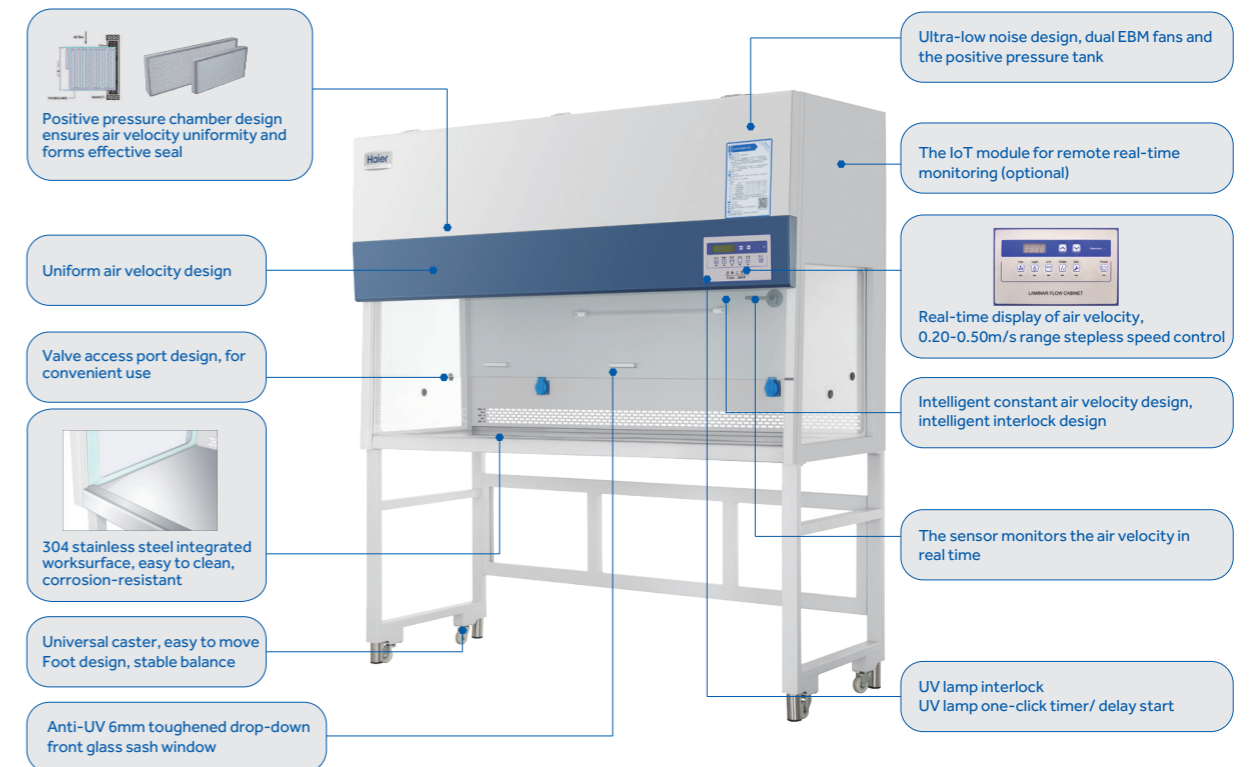 Positive pressure chamber design
ensures air velocity uniformity and
forms effective seal
Uniform air velocity design
Valve access port design, for
convenient use
304 stainless steel integrated
worksurface, easy to clean,
corrosion-resistant
Universal caster, easy to move
Foot design, stable balance
Anti-UV 6mm toughened drop-down
front glass sash window
Haier
Ultra-low noise design, dual EBM fans and
the positive pressure tank
The IoT module for remote real-time
monitoring (optional)
LAMINAR FLOW CABINET
Real-time display of air velocity,
0.20-0.50m/s range stepless speed control
Intelligent constant air velocity design,
intelligent interlock design
The sensor monitors the air velocity in
real time
UV lamp interlock
UV lamp one-click timer/ delay start